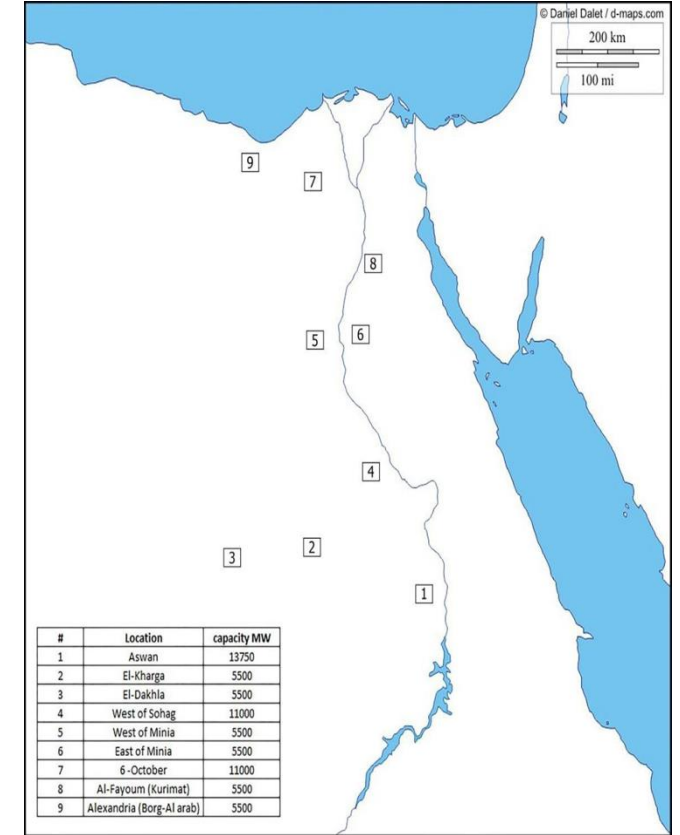 © Daniel Dalet / d-maps.com
200 km
100 mi
9
7
8
6
5
4
2
3
1
# Location capacity MW
1 Aswan 13750
2 El-Kharga 5500
3 El-Dakhla 5500
4 West of Sohag 11000
5 West of Minia 5500
6 East of Minia 5500
7 6 -October 11000
8 Al-Fayoum (Kurimat) 5500
9 Alexandria (Borg-Al arab) 5500